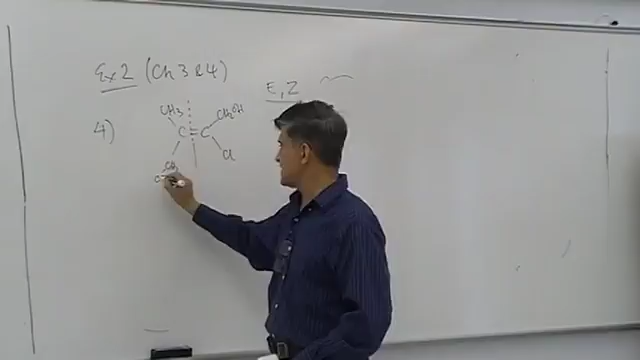 Ex 2 (Ch 3 & 4)
E, Z
4)
CH3 CH2OH
C = C
Cl